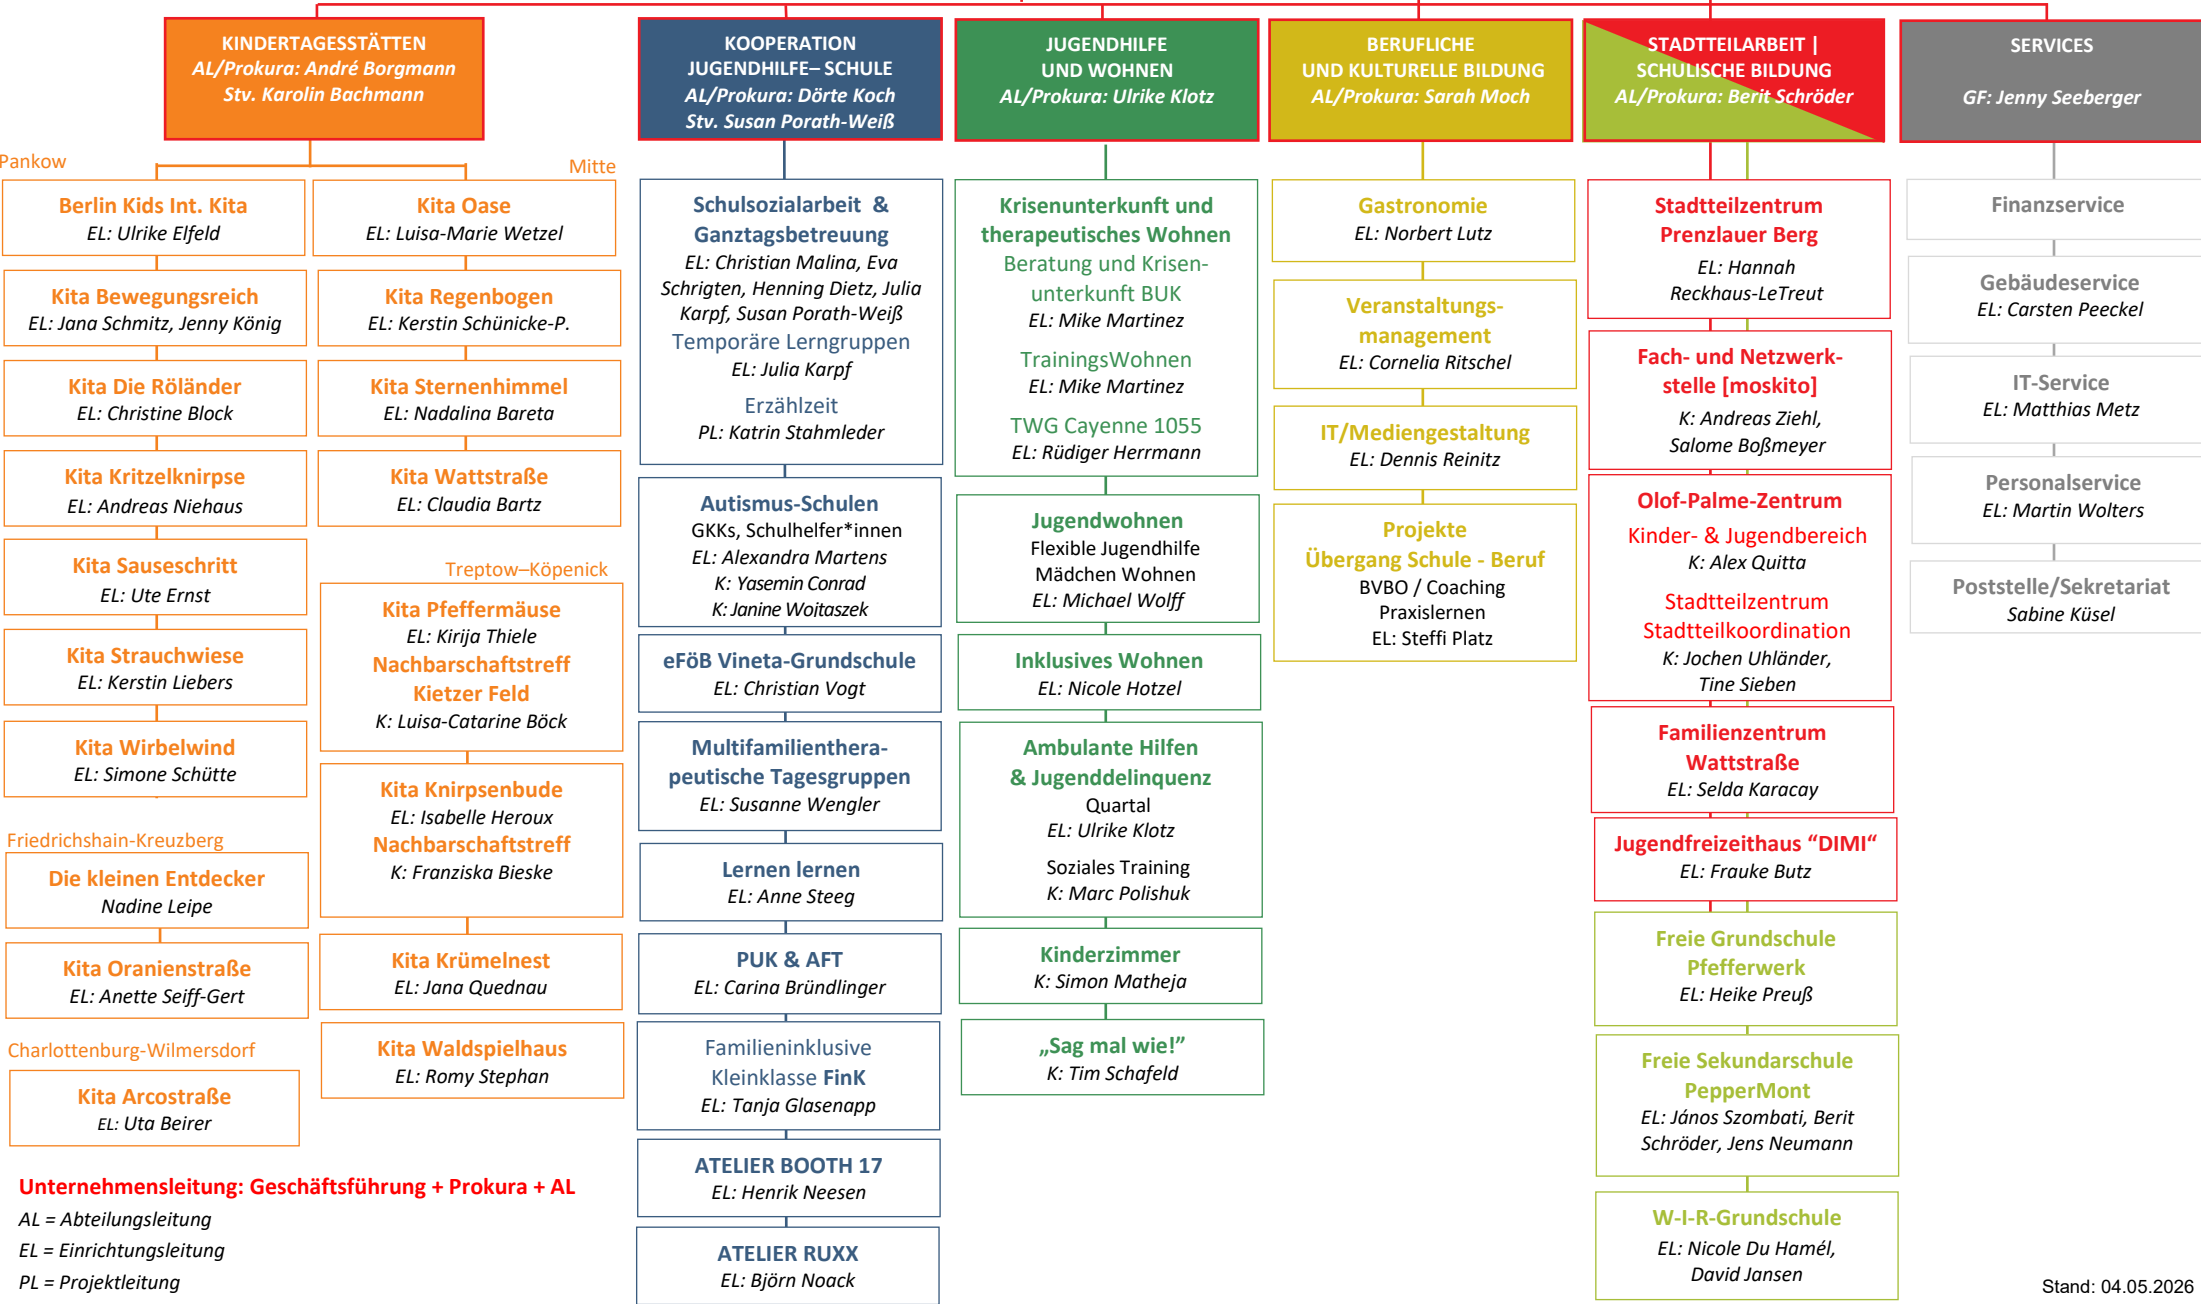 KINDERTAGESSTÄTTEN
AL/Prokura: André Borgmann
Stv. Karolin Bachmann
KOOPERATION
JUGENDHILFE– SCHULE
AL/Prokura: Dörte Koch
Stv. Susan Porath-Weiß
JUGENDHILFE
UND WOHNEN
AL/Prokura: Ulrike Klotz
BERUFLICHE
UND KULTURELLE BILDUNG
AL/Prokura: Sarah Moch
STADTTEILARBEIT |
SCHULISCHE BILDUNG
AL/Prokura: Berit Schröder
SERVICES
GF: Jenny Seeberger
Pankow
Berlin Kids Int. Kita
EL: Ulrike Elfeld
Kita Bewegungsreich
EL: Jana Schmitz, Jenny König
Kita Die Röländer
EL: Christine Block
Kita Kritzelknirpse
EL: Andreas Niehaus
Kita Sauseschritt
EL: Ute Ernst
Kita Strauchwiese
EL: Kerstin Liebers
Kita Wirbelwind
EL: Simone Schütte
Friedrichshain-Kreuzberg
Die kleinen Entdecker
Nadine Leipe
Kita Oranienstraße
EL: Anette Seiff-Gert
Charlottenburg-Wilmersdorf
Kita Arcostraße
EL: Uta Beirer
Mitte
Kita Oase
EL: Luisa-Marie Wetzel
Kita Regenbogen
EL: Kerstin Schünicke-P.
Kita Sternenhimmel
EL: Nadalina Bareta
Kita Wattstraße
EL: Claudia Bartz
Treptow–Köpenick
Kita Pfeffermäuse
EL: Kirija Thiele
Nachbarschaftstreff
Kietzer Feld
K: Luisa-Catarine Böck
Kita Knirpsenbude
EL: Isabelle Heroux
Nachbarschaftstreff
K: Franziska Bieske
Kita Krümelnest
EL: Jana Quednau
Kita Waldspielhaus
EL: Romy Stephan
Schulsozialarbeit &
Ganztagsbetreuung
EL: Christian Malina, Eva
Schrigten, Henning Dietz, Julia
Karpf, Susan Porath-Weiß
Temporäre Lerngruppen
EL: Julia Karpf
Erzählzeit
PL: Katrin Stahmleder
Autismus-Schulen
GKKs, Schulhelfer*innen
EL: Alexandra Martens
K: Yasemin Conrad
K: Janine Woitaszek
eFöB Vineta-Grundschule
EL: Christian Vogt
Multifamilienthera-
peutische Tagesgruppen
EL: Susanne Wengler
Lernen lernen
EL: Anne Steeg
PUK & AFT
EL: Carina Bründlinger
Familieninklusive
Kleinklasse FinK
EL: Tanja Glasenapp
ATELIER BOOTH 17
EL: Henrik Neesen
ATELIER RUXX
EL: Björn Noack
Krisenunterkunft und
therapeutisches Wohnen
Beratung und Krisen-
unterkunft BUK
EL: Mike Martinez
TrainingsWohnen
EL: Mike Martinez
TWG Cayenne 1055
EL: Rüdiger Herrmann
Jugendwohnen
Flexible Jugendhilfe
Mädchen Wohnen
EL: Michael Wolff
Inklusives Wohnen
EL: Nicole Hotzel
Ambulante Hilfen
& Jugenddelinquenz
Quartal
EL: Ulrike Klotz
Soziales Training
K: Marc Polishuk
Kinderzimmer
K: Simon Matheja
„Sag mal wie!”
K: Tim Schafeld
Gastronomie
EL: Norbert Lutz
Veranstaltungs-
management
EL: Cornelia Ritschel
IT/Mediengestaltung
EL: Dennis Reinitz
Projekte
Übergang Schule - Beruf
BVBO / Coaching
Praxislernen
EL: Steffi Platz
Stadtteilzentrum
Prenzlauer Berg
EL: Hannah
Reckhaus-LeTreut
Fach- und Netzwerk-
stelle [moskito]
K: Andreas Ziehl,
Salome Boßmeyer
Olof-Palme-Zentrum
Kinder- & Jugendbereich
K: Alex Quitta
Stadtteilzentrum
Stadtteilkoordination
K: Jochen Uhländer,
Tine Sieben
Familienzentrum
Wattstraße
EL: Selda Karacay
Jugendfreizeithaus “DIMI“
EL: Frauke Butz
Freie Grundschule
Pfefferwerk
EL: Heike Preuß
Freie Sekundarschule
PepperMont
EL: János Szombati, Berit
Schröder, Jens Neumann
W-I-R-Grundschule
EL: Nicole Du Hamél,
David Jansen
Finanzservice
Gebäudeservice
EL: Carsten Peeckel
IT-Service
EL: Matthias Metz
Personalservice
EL: Martin Wolters
Poststelle/Sekretariat
Sabine Küsel
Unternehmensleitung: Geschäftsführung + Prokura + AL
AL = Abteilungsleitung
EL = Einrichtungsleitung
PL = Projektleitung
Stand: 04.05.2026